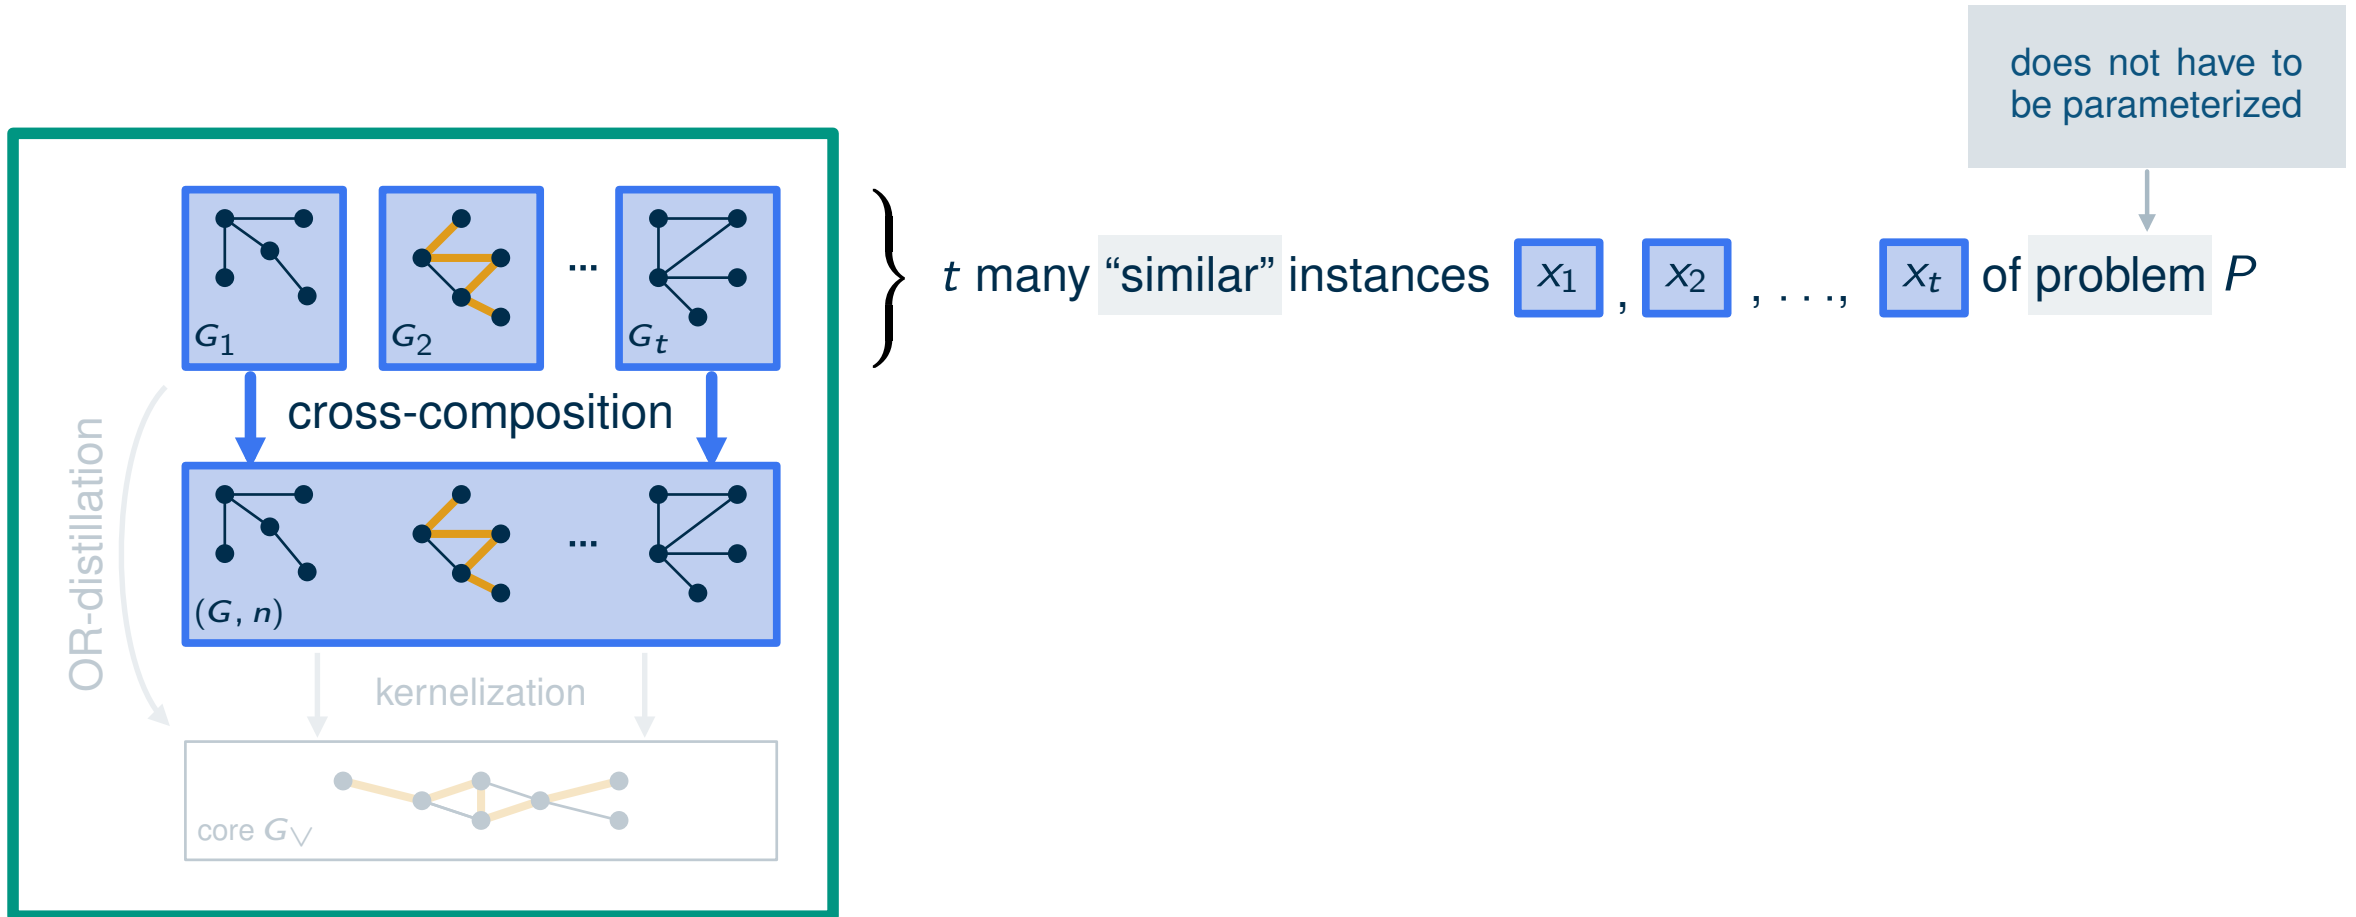 does not have to
be parameterized
G₁
G₂
...
Gₜ
t many “similar” instances x₁ , x₂ , . . ., xₜ of problem P
cross-composition
OR-distillation
...
(G, n)
kernelization
core G∨